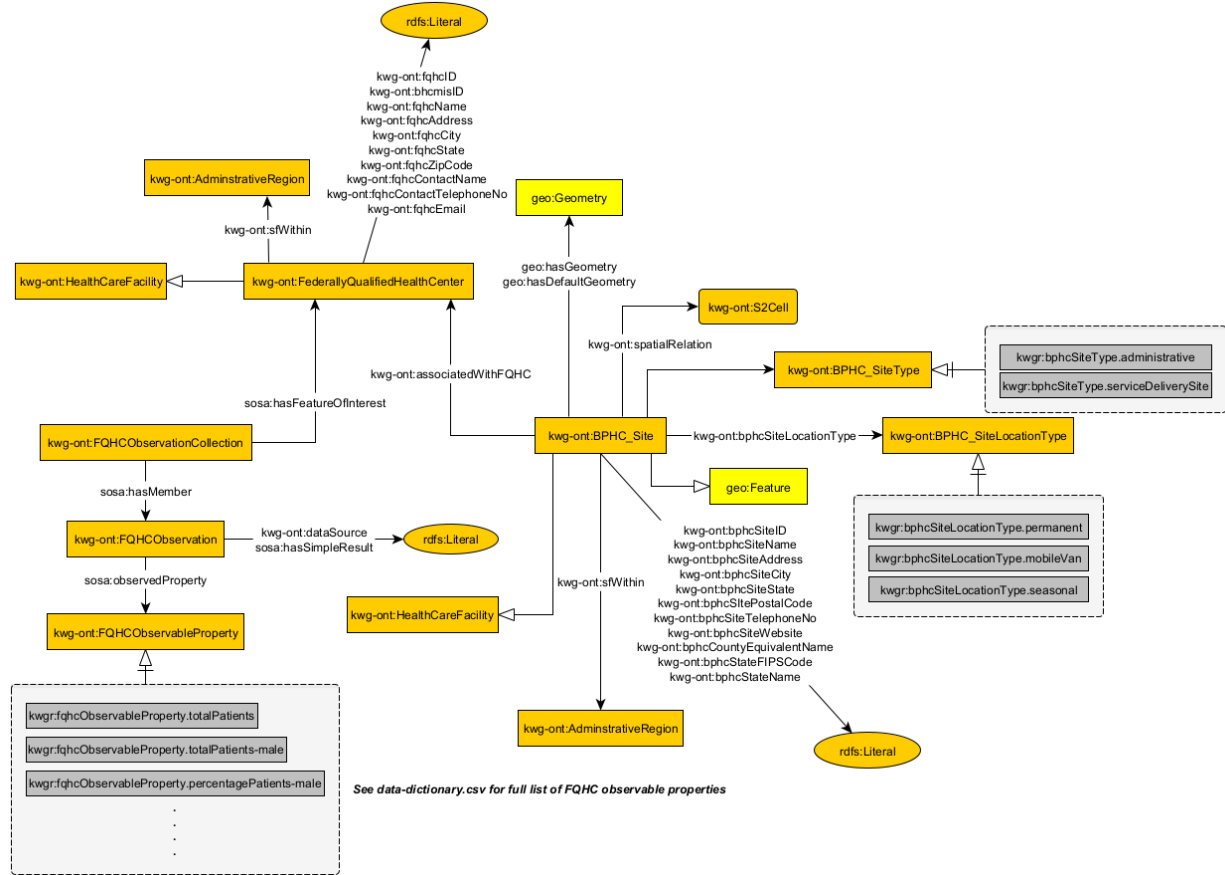 rdfs:Literal
kwg-ont:fqhcID
kwg-ont:bhcmisID
kwg-ont:fqhcName
kwg-ont:fqhcAddress
kwg-ont:fqhcCity
kwg-ont:fqhcState
kwg-ont:fqhcZipCode
kwg-ont:fqhcContactName
kwg-ont:fqhcContactTelephoneNo
kwg-ont:fqhcEmail
kwg-ont:AdminstrativeRegion
geo:Geometry
kwg-ont:sfWithin
kwg-ont:HealthCareFacility
kwg-ont:FederallyQualifiedHealthCenter
geo:hasGeometry
geo:hasDefaultGeometry
kwg-ont:S2Cell
kwg-ont:spatialRelation
kwg-ont:BPHC_SiteType
kwgr:bphcSiteType.administrative
kwgr:bphcSiteType.serviceDeliverySite
kwg-ont:associatedWithFQHC
sosa:hasFeatureOfInterest
kwg-ont:FQHCObservationCollection
kwg-ont:BPHC_Site
kwg-ont:bphcSiteLocationType
kwg-ont:BPHC_SiteLocationType
geo:Feature
sosa:hasMember
kwg-ont:FQHCObservation
kwg-ont:dataSource
sosa:hasSimpleResult
rdfs:Literal
kwgr:bphcSiteLocationType.permanent
kwgr:bphcSiteLocationType.mobileVan
kwgr:bphcSiteLocationType.seasonal
kwg-ont:bphcSiteID
kwg-ont:bphcSiteName
kwg-ont:bphcSiteAddress
kwg-ont:bphcSiteCity
kwg-ont:bphcSiteState
kwg-ont:bphcSItePostalCode
kwg-ont:bphcSiteTelephoneNo
kwg-ont:bphcSiteWebsite
kwg-ont:bphcCountyEquivalentName
kwg-ont:bphcStateFIPSCode
kwg-ont:bphcStateName
sosa:observedProperty
kwg-ont:sfWithin
kwg-ont:HealthCareFacility
kwg-ont:FQHCObservableProperty
kwgr:fqhcObservableProperty.totalPatients
kwgr:fqhcObservableProperty.totalPatients-male
kwgr:fqhcObservableProperty.percentagePatients-male
.
.
.
.
kwg-ont:AdminstrativeRegion
rdfs:Literal
See data-dictionary.csv for full list of FQHC observable properties